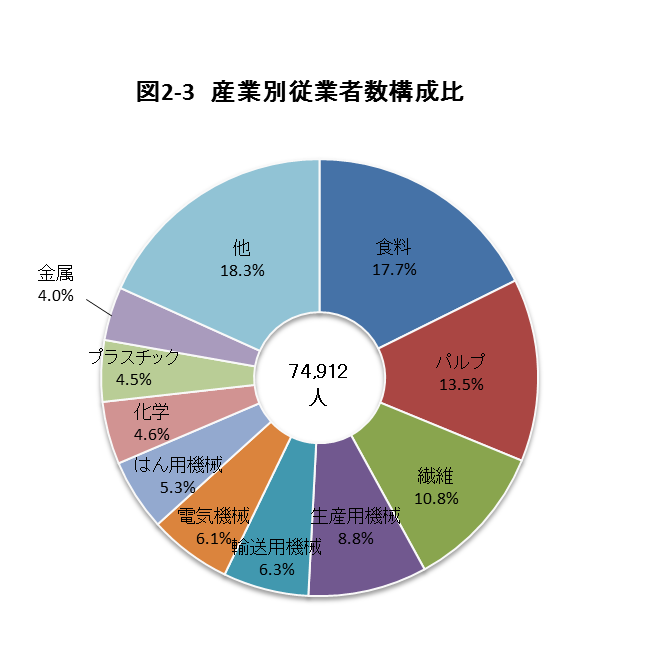 図2-3 産業別従業者数構成比
食料
17.7%
パルプ
13.5%
繊維
10.8%
生産用機械
8.8%
輸送用機械
6.3%
電気機械
6.1%
はん用機械
5.3%
化学
4.6%
プラスチック
4.5%
金属
4.0%
他
18.3%
74,912
人